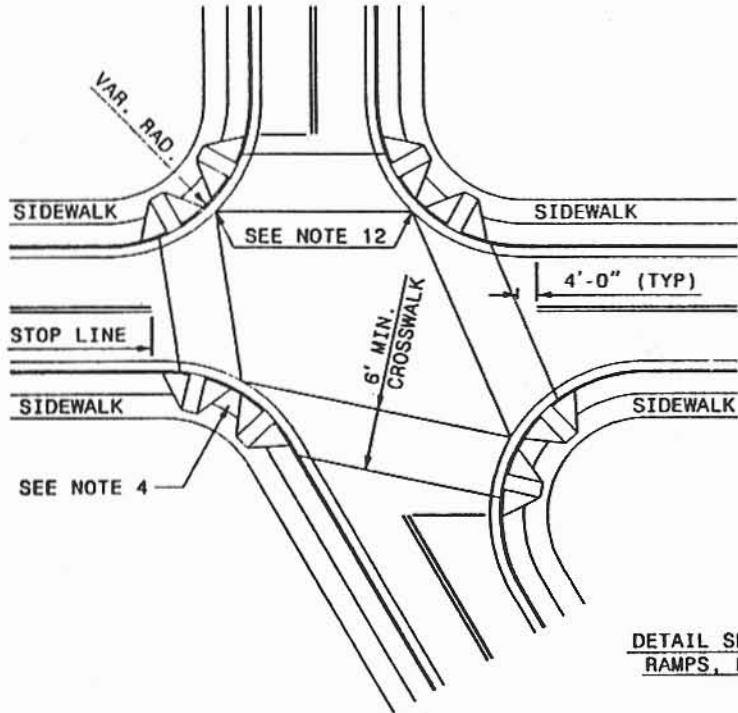 VAR. RAD.
SIDEWALK
SIDEWALK
SEE NOTE 12
4'-0" (TYP)
STOP LINE
6' MIN.
CROSSWALK
SIDEWALK
SIDEWALK
SEE NOTE 4
DETAIL
RAMPS,